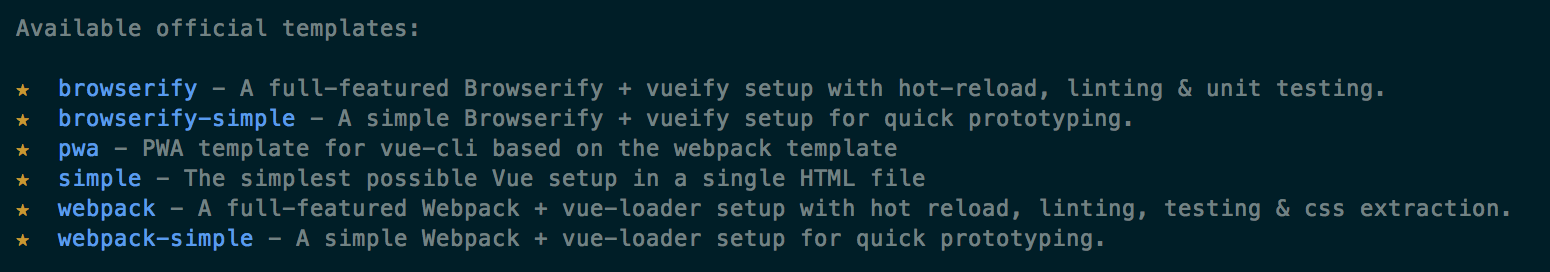 Available official templates:
★ browserify - A full-featured Browserify + vueify setup with hot-reload, linting & unit testing.
★ browserify-simple - A simple Browserify + vueify setup for quick prototyping.
★ pwa - PWA template for vue-cli based on the webpack template
★ simple - The simplest possible Vue setup in a single HTML file
★ webpack - A full-featured Webpack + vue-loader setup with hot reload, linting, testing & css extraction.
★ webpack-simple - A simple Webpack + vue-loader setup for quick prototyping.